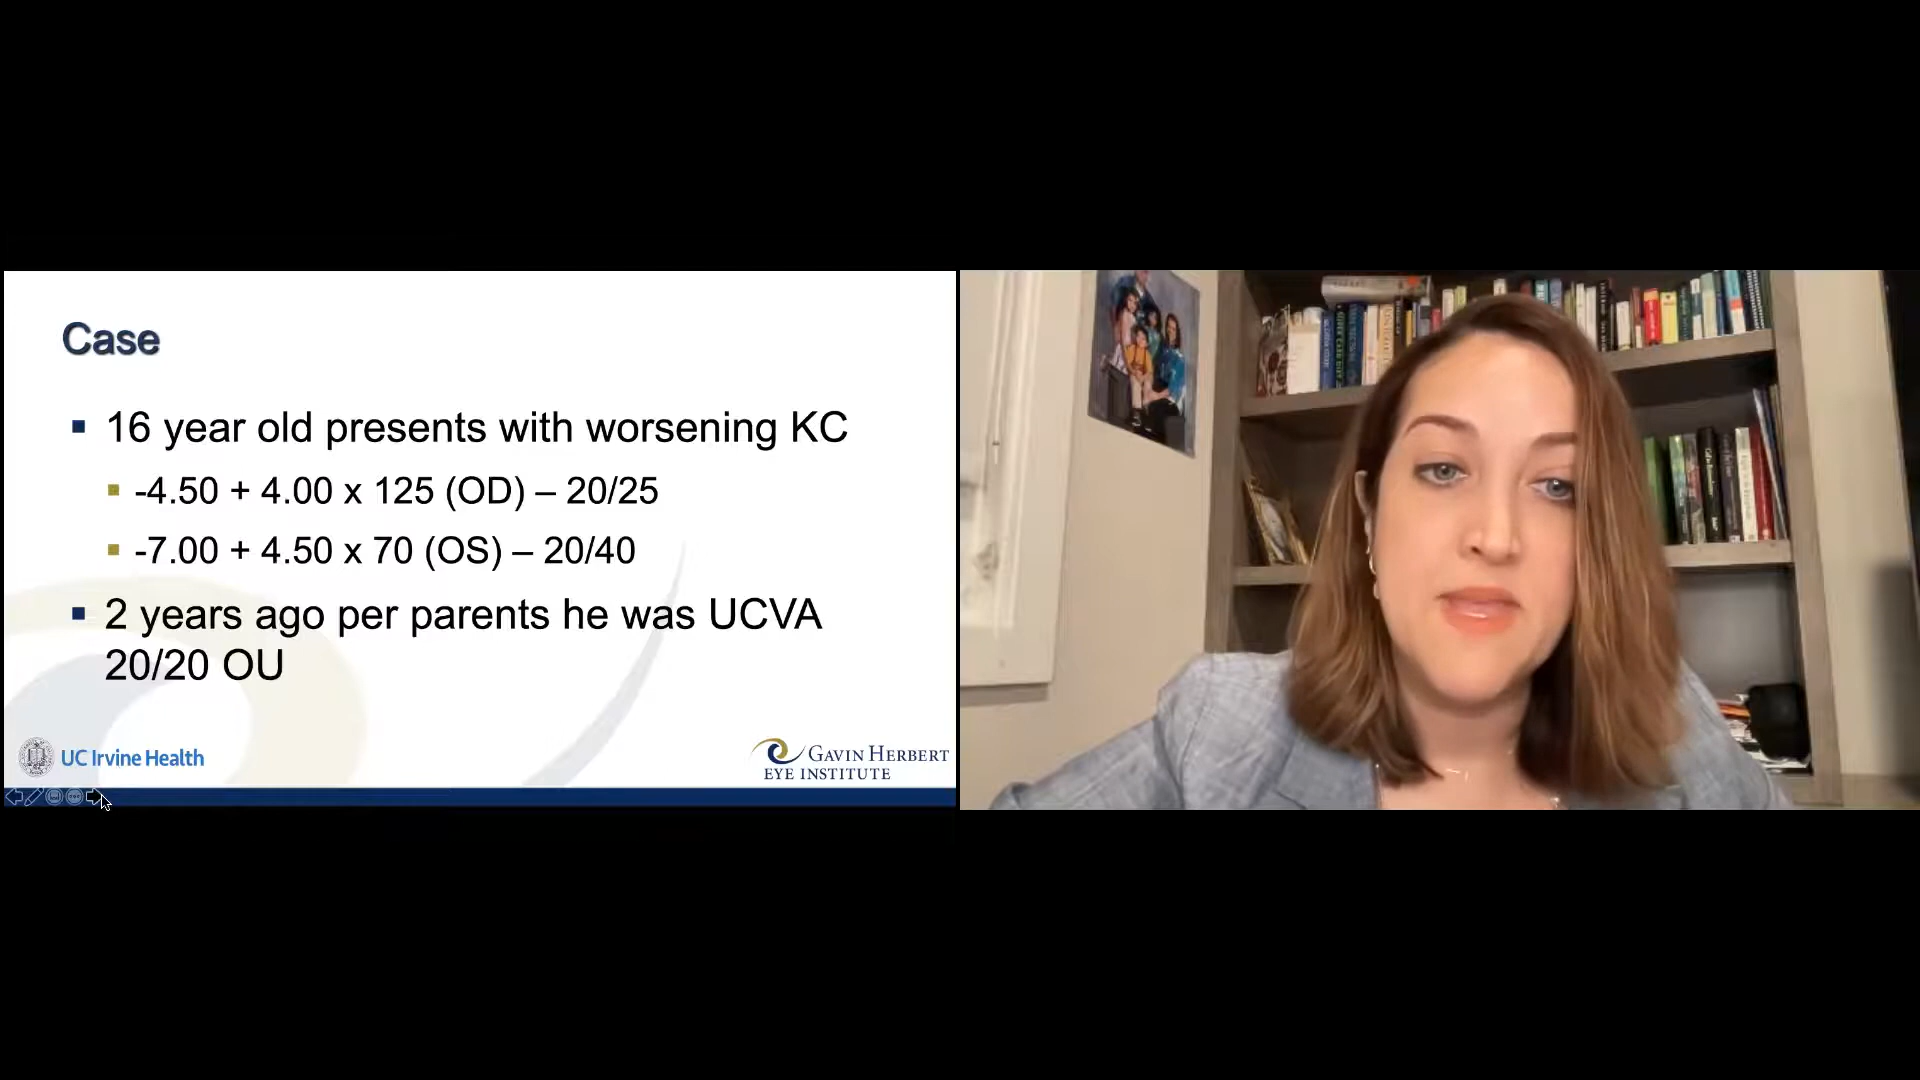 Case
16 year old presents with worsening KC
-4.50 + 4.00 x 125 (OD) – 20/25
-7.00 + 4.50 x 70 (OS) – 20/40
2 years ago per parents he was UCVA
20/20 OU
UC Irvine Health
GAVIN HERBERT
EYE INSTITUTE